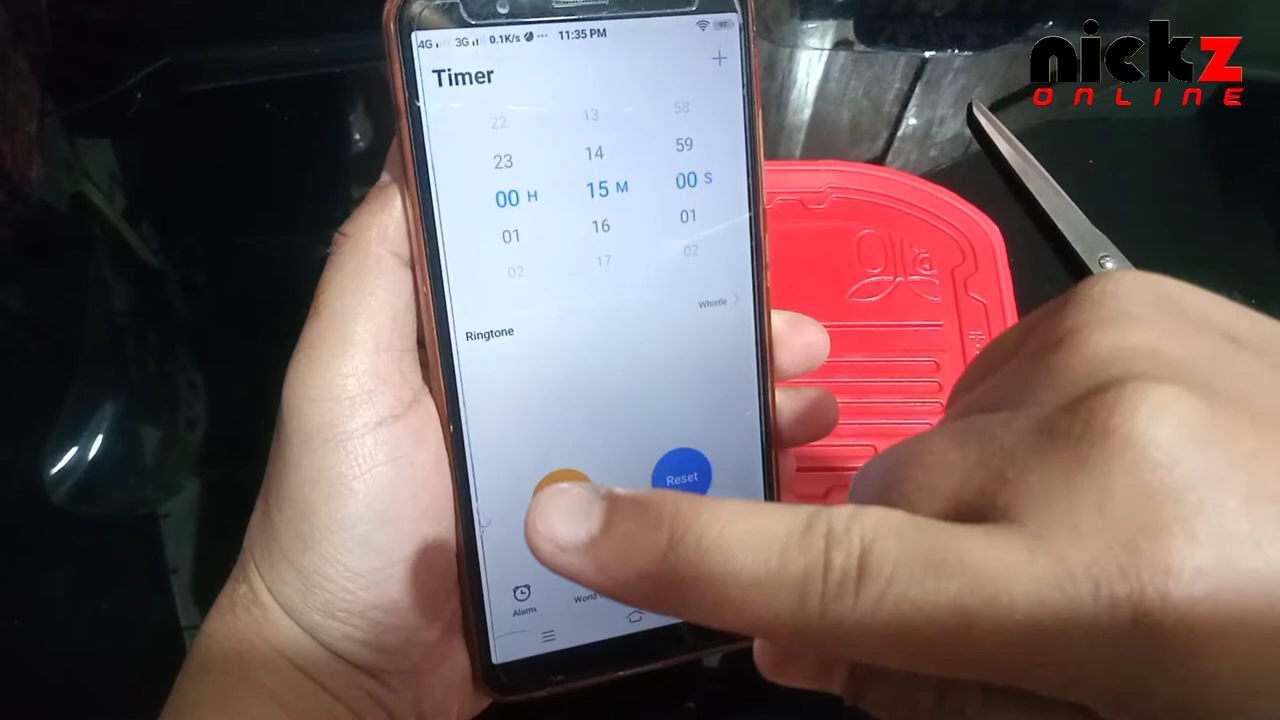 nickz
ONLINE
4G 3G 0.1K/s ··· 11:35 PM
Timer
+
22 13 58
23 14 59
00 H 15 M 00 S
01 16 01
02 17 02
Whistle
Ringtone
Reset
Alarm
World